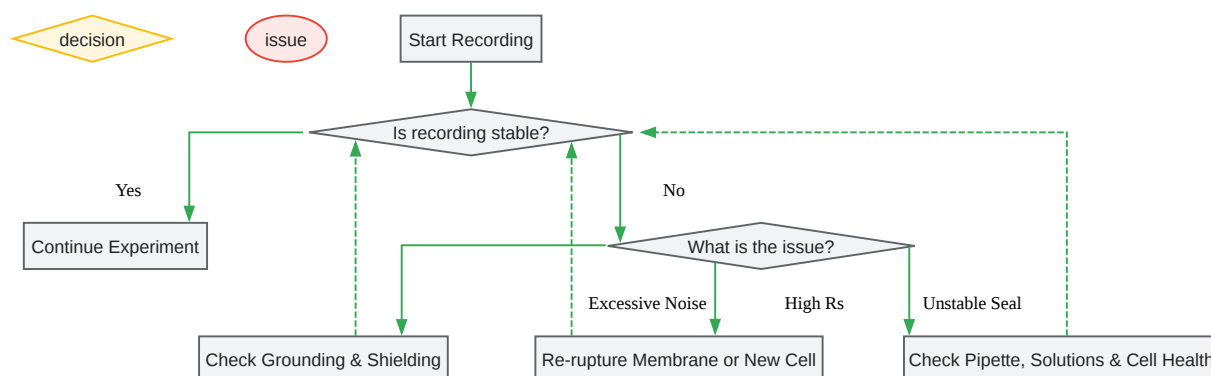 decision
issue
Start Recording
Is recording stable?
Yes
No
Continue Experiment
What is the issue?
Excessive Noise
High Rs
Unstable Seal
Check Grounding & Shielding
Re-rupture Membrane or New Cell
Check Pipette, Solutions & Cell Health